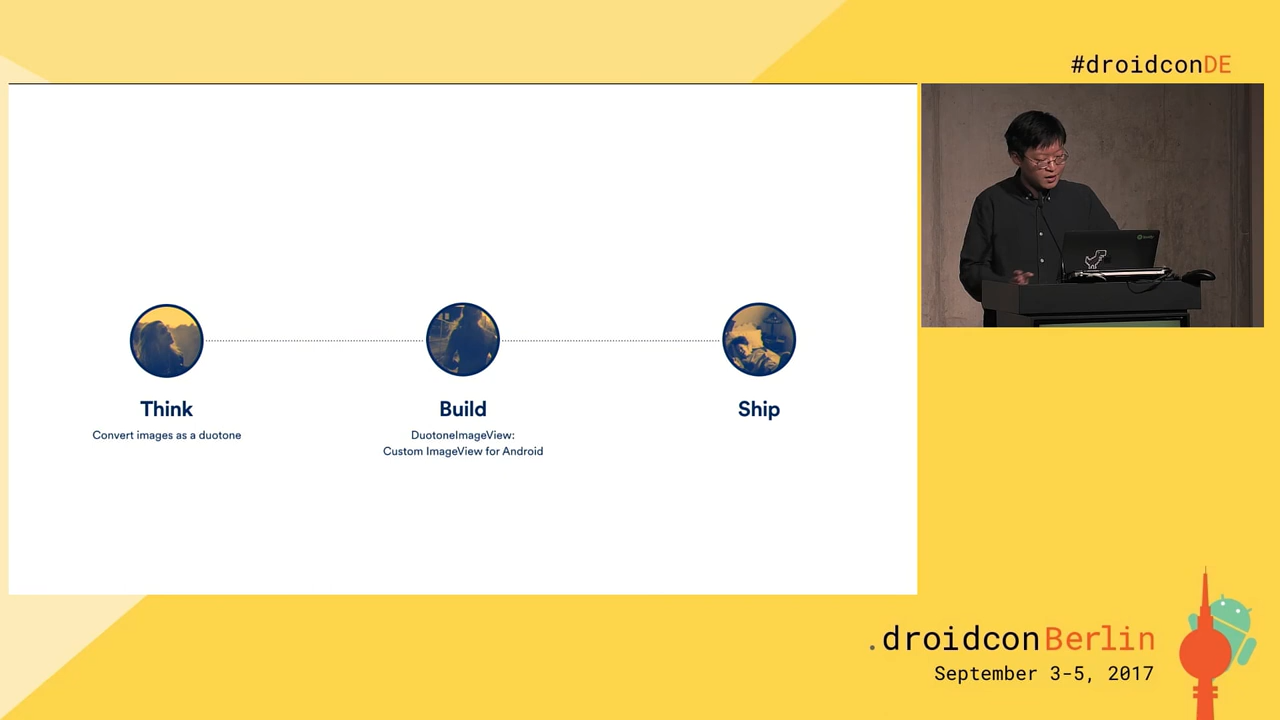 #droidconDE
Think
Convert images as a duotone
Build
DuotoneImageView:
Custom ImageView for Android
Ship
.droidconBerlin
September 3-5, 2017